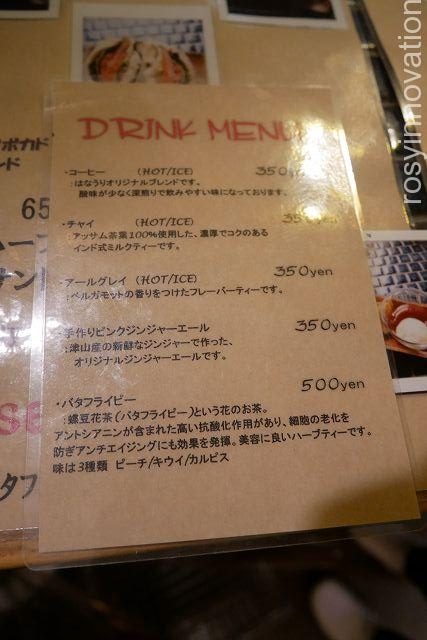 rosyinnovation
DRINK MENU
・コーヒー (HOT/ICE) 350yen
:はなうりオリジナルブレンドです。
酸味が少なく深煎りで飲みやすい味になっております。
・チャイ (HOT/ICE) 35
:アッサム茶葉100%使用した、濃厚でコクのある
インド式ミルクティーです。
・アールグレイ (HOT/ICE) 350yen
:ベルガモットの香りをつけたフレーバーティーです。
・手作りピンクジンジャーエール 350yen
:津山産の新鮮なジンジャーで作った、
オリジナルジンジャーエールです。
・バタフライピー 500yen
:蝶豆花茶(バタフライピー)という花のお茶。
アントシアニンが含まれた高い抗酸化作用があり、細胞の老化を
防ぎアンチエイジングにも効果を発揮。美容に良いハーブティーです。
味は3種類 ピーチ/キウイ/カルピス
ボカド
ンド
65